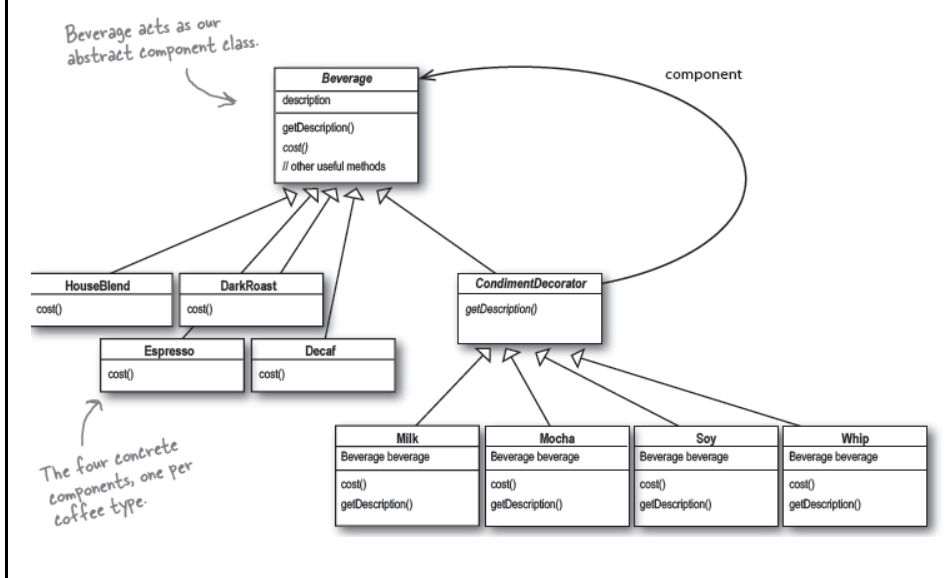 Beverage acts as our
abstract component class.
Beverage
description
getDescription()
cost()
// other useful methods
component
HouseBlend
cost()
DarkRoast
cost()
Espresso
cost()
Decaf
cost()
CondimentDecorator
getDescription()
The four concrete
components, one per
coffee type.
Milk
Beverage beverage
cost()
getDescription()
Mocha
Beverage beverage
cost()
getDescription()
Soy
Beverage beverage
cost()
getDescription()
Whip
Beverage beverage
cost()
getDescription()